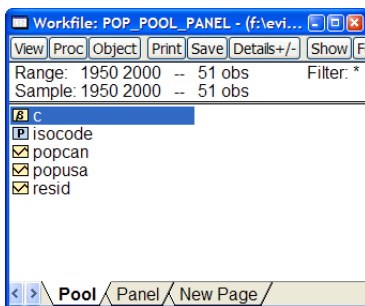 Workfile: POP_POOL_PANEL - (f:\evi...
View Proc Object Print Save Details+/- Show F
Range: 1950 2000 -- 51 obs Filter: *
Sample: 1950 2000 -- 51 obs
β c
P isocode
popcan
popusa
resid
Pool Panel New Page